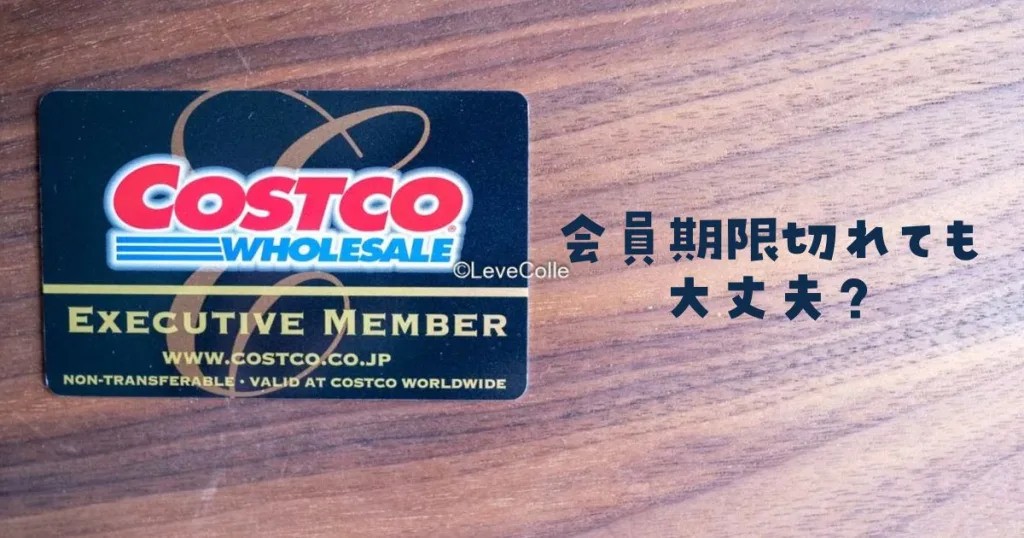 COSTCO
WHOLESALE
©LeveColle
EXECUTIVE MEMBER
WWW.COSTCO.CO.JP
NON-TRANSFERABLE • VALID AT COSTCO WORLDWIDE
会員期限切れても
大丈夫？